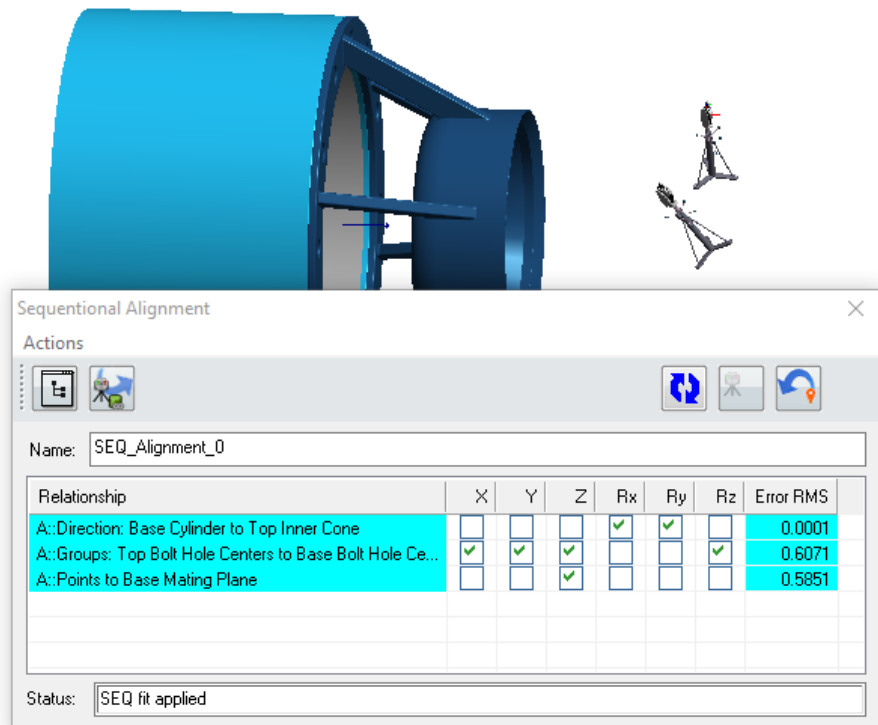 Sequentional Alignment
Actions
Name: SEQ_Alignment_0
Relationship X Y Z Rx Ry Rz Error RMS
A::Direction: Base Cylinder to Top Inner Cone 0.0001
A::Groups: Top Bolt Hole Centers to Base Bolt Hole Ce... 0.6071
A::Points to Base Mating Plane 0.5851
Status: SEQ fit applied